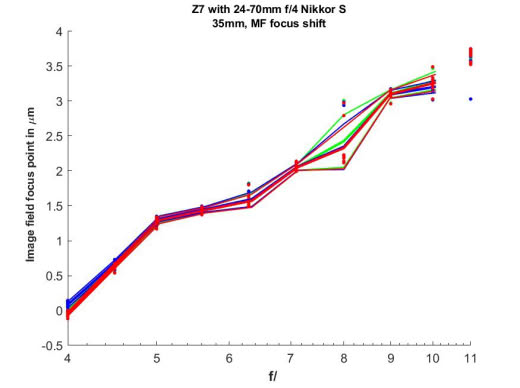 Z7 with 24-70mm f/4 Nikkor S
35mm, MF focus shift
Image field focus point in μm
4
3.5
3
2.5
2
1.5
1
0.5
0
-0.5
4 5 6 7 8 9 10 11
f/